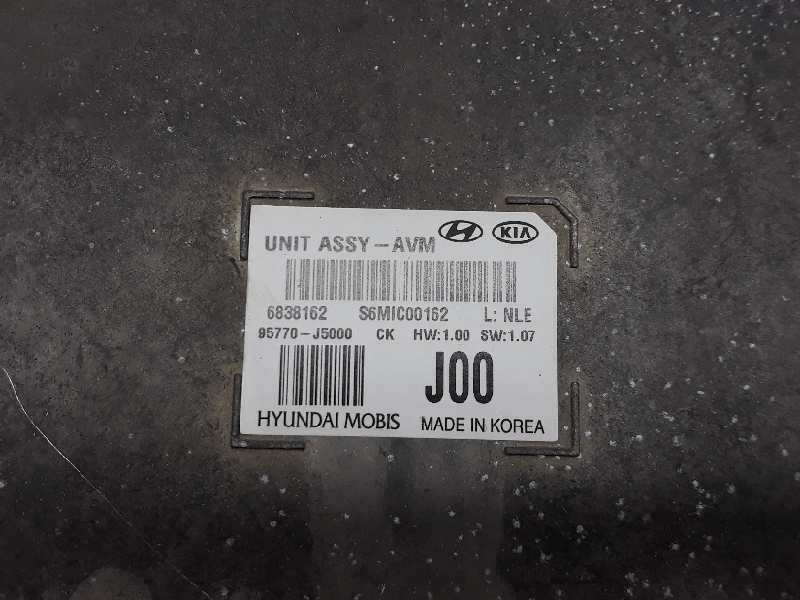 UNIT ASSY-AVM KIA
6838162 S6MIC00162 L: NLE
95770-J5000 CK HW:1.00 SW:1.07
J00
HYUNDAI MOBIS MADE IN KOREA